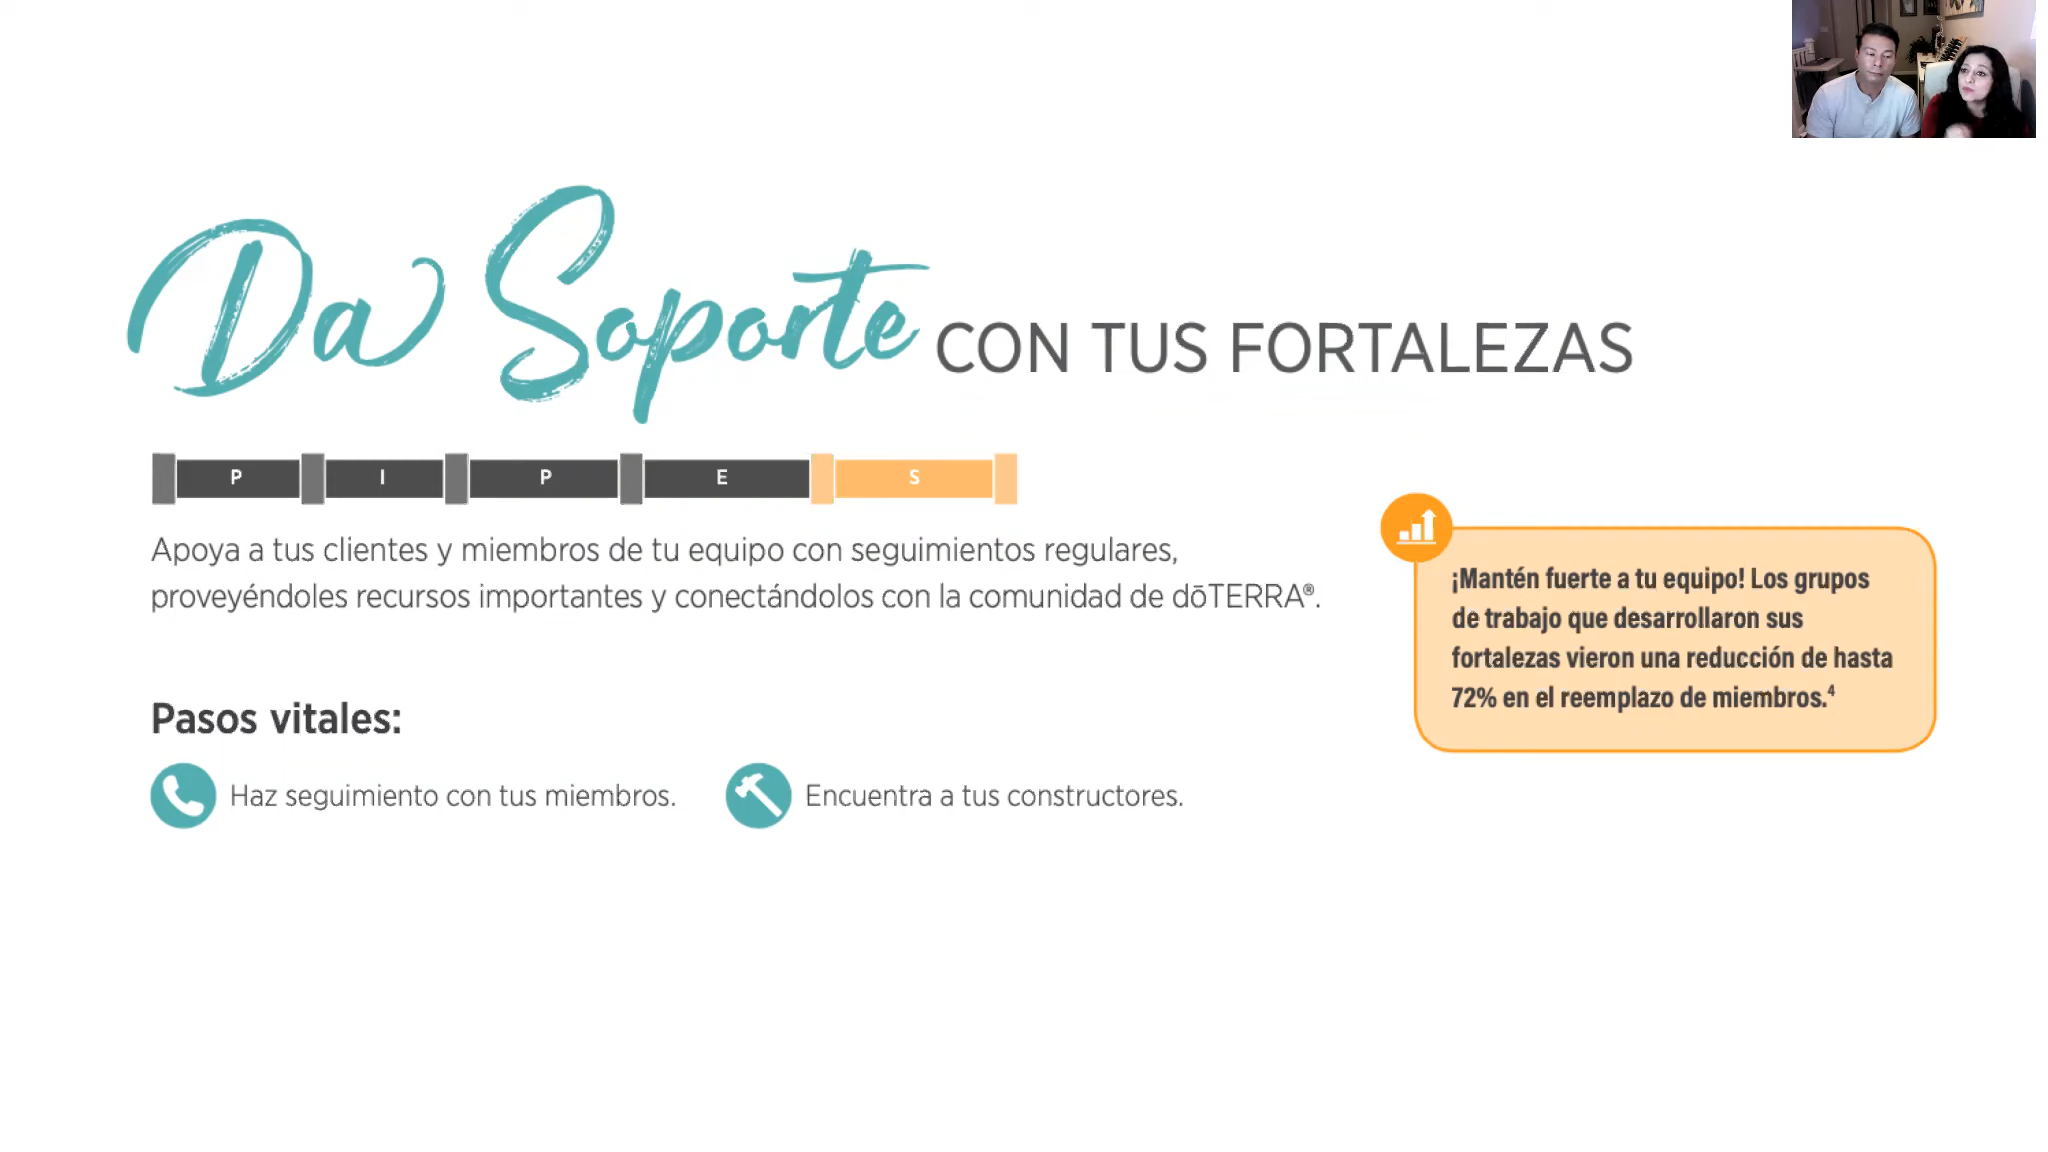 Da Soporte CON TUS FORTALEZAS
P I P E S
Apoya a tus clientes y miembros de tu equipo con seguimientos regulares,
proveyéndoles recursos importantes y conectándolos con la comunidad de dōTERRA®.
¡Mantén fuerte a tu equipo! Los grupos
de trabajo que desarrollaron sus
fortalezas vieron una reducción de hasta
72% en el reemplazo de miembros.⁴
Pasos vitales:
Haz seguimiento con tus miembros.
Encuentra a tus constructores.